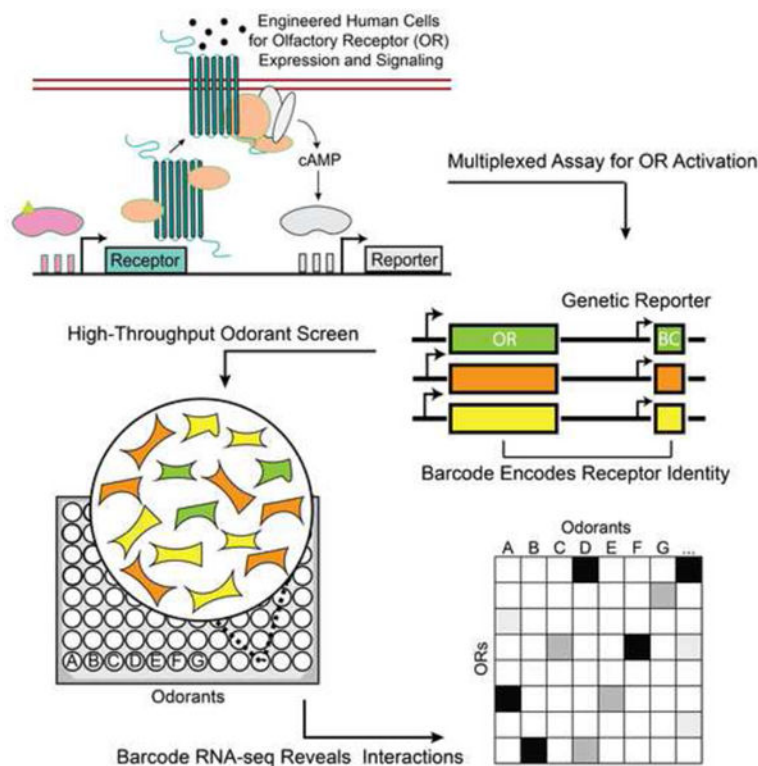 Engineered Human Cells
for Olfactory Receptor (OR)
Expression and Signaling
cAMP
Receptor
Reporter
Multiplexed Assay for OR Activation
Genetic Reporter
OR
BC
Barcode Encodes Receptor Identity
High-Throughput Odorant Screen
A B C D E F G
Odorants
Barcode RNA-seq Reveals Interactions
Odorants
A B C D E F G ...
ORs